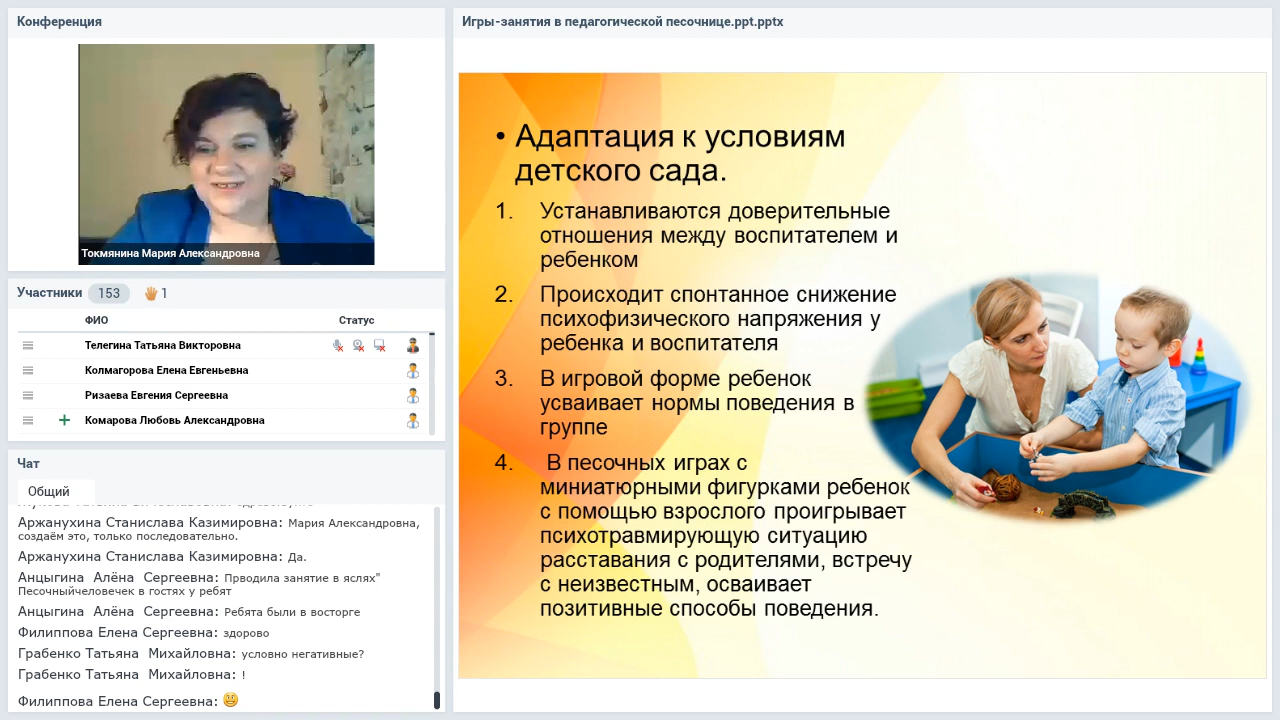 Конференция
Токмянина Мария Александровна
Участники 153 1
ФИО Статус
Телегина Татьяна Викторовна
Колмагорова Елена Евгеньевна
Ризаева Евгения Сергеевна
Комарова Любовь Александровна
Чат
Общий
Аржанухина Станислава Казимировна: Мария Александровна,
создаём это, только последовательно.
Аржанухина Станислава Казимировна: Да.
Анцыгина Алёна Сергеевна: Прводила занятие в яслях"
Песочныйчеловечек в гостях у ребят
Анцыгина Алёна Сергеевна: Ребята были в восторге
Филиппова Елена Сергеевна: здорово
Грабенко Татьяна Михайловна: условно негативные?
Грабенко Татьяна Михайловна: !
Филиппова Елена Сергеевна:
Игры-занятия в педагогической песочнице.ppt.pptx
• Адаптация к условиям
детского сада.
1. Устанавливаются доверительные
отношения между воспитателем и
ребенком
2. Происходит спонтанное снижение
психофизического напряжения у
ребенка и воспитателя
3. В игровой форме ребенок
усваивает нормы поведения в
группе
4. В песочных играх с
миниатюрными фигурками ребенок
с помощью взрослого проигрывает
психотравмирующую ситуацию
расставания с родителями, встречу
с неизвестным, осваивает
позитивные способы поведения.